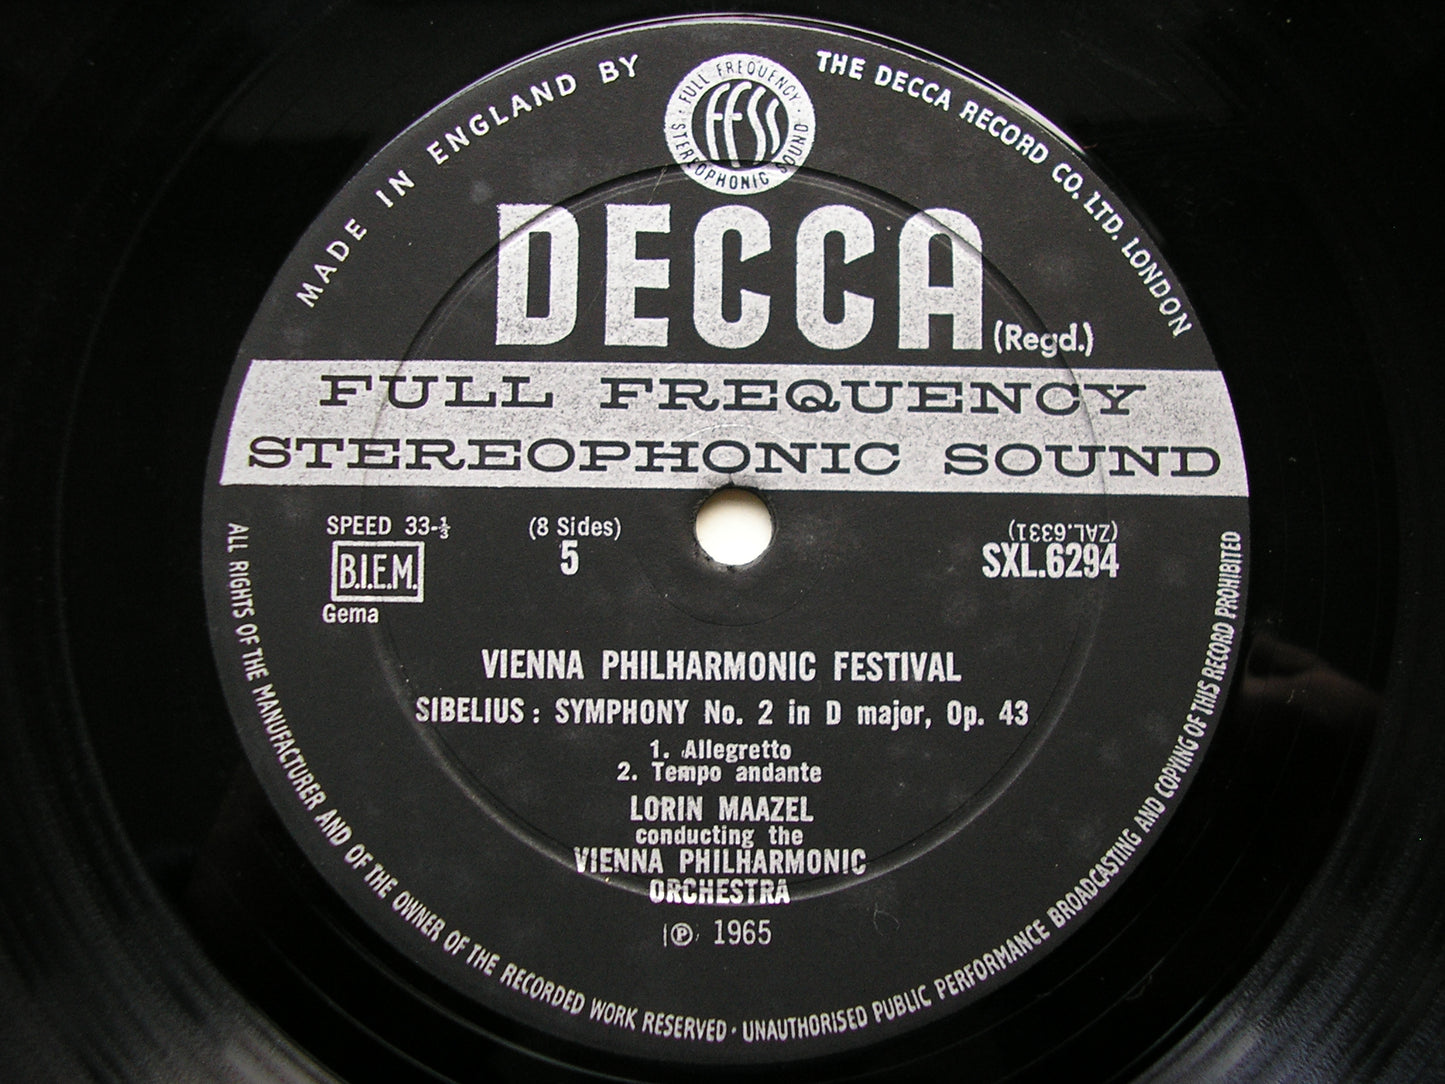 MADE IN ENGLAND BY
THE DECCA RECORD CO. LTD. LONDON
FULL FREQUENCY
FFSS
STEREOPHONIC SOUND
DECCA
(Regd.)
FULL FREQUENCY
STEREOPHONIC SOUND
SPEED 33-⅓
(8 Sides)
(ZAL.6331)
B.I.E.M.
5
SXL.6294
Gema
VIENNA PHILHARMONIC FESTIVAL
SIBELIUS : SYMPHONY No. 2 in D major, Op. 43
1. Allegretto
2. Tempo andante
LORIN MAAZEL
conducting the
VIENNA PHILHARMONIC
ORCHESTRA
℗ 1965
ALL RIGHTS OF THE MANUFACTURER AND OF THE OWNER OF THE RECORDED WORK RESERVED · UNAUTHORISED PUBLIC PERFORMANCE BROADCASTING AND COPYING OF THIS RECORD PROHIBITED